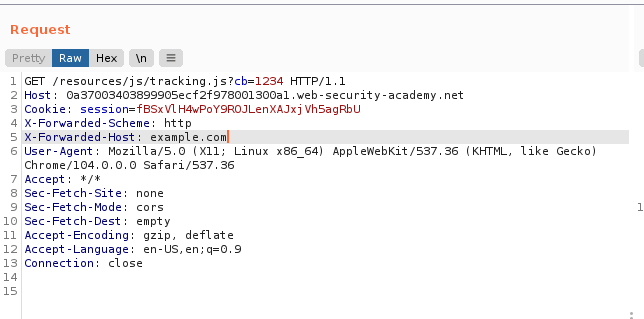 Request
Pretty Raw Hex \n
1 GET /resources/js/tracking.js?cb=1234 HTTP/1.1
2 Host: 0a37003403899905ecf2f978001300a1.web-security-academy.net
3 Cookie: session=fBSxVlH4wPoY9R0JLenXAJxjVh5agRbU
4 X-Forwarded-Scheme: http
5 X-Forwarded-Host: example.com
6 User-Agent: Mozilla/5.0 (X11; Linux x86_64) AppleWebKit/537.36 (KHTML, like Gecko)
Chrome/104.0.0.0 Safari/537.36
7 Accept: */*
8 Sec-Fetch-Site: none
9 Sec-Fetch-Mode: cors
10 Sec-Fetch-Dest: empty
11 Accept-Encoding: gzip, deflate
12 Accept-Language: en-US,en;q=0.9
13 Connection: close
14
15
1